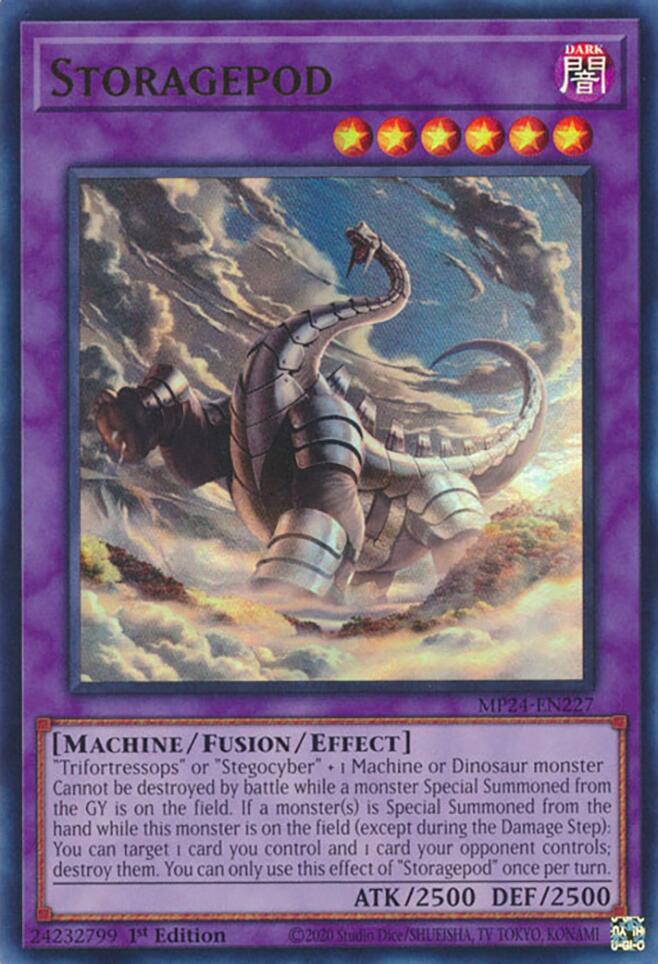 STORAGEPOD
DARK
闇
MP24-EN227
[MACHINE/FUSION/EFFECT]
"Trifortressops" or "Stegocyber" + 1 Machine or Dinosaur monster
Cannot be destroyed by battle while a monster Special Summoned from
the GY is on the field. If a monster(s) is Special Summoned from the
hand while this monster is on the field (except during the Damage Step):
You can target 1 card you control and 1 card your opponent controls;
destroy them. You can only use this effect of "Storagepod" once per turn.
ATK/2500 DEF/2500
24232799 1st Edition ©2020 Studio Dice/SHUEISHA, TV TOKYO, KONAMI